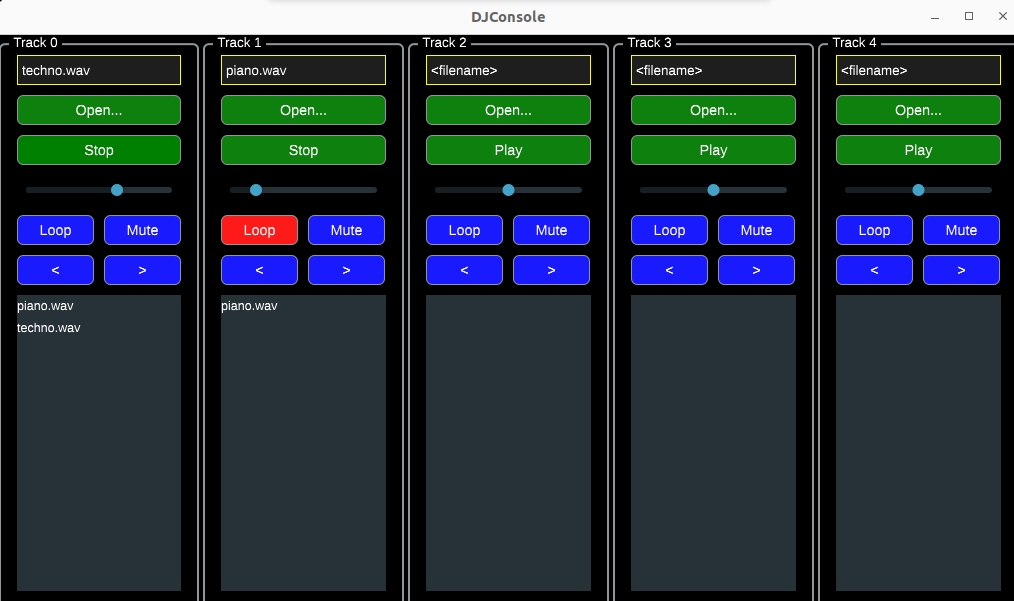 DJConsole
Track 0
techno.wav
Open...
Stop
Loop Mute
< >
piano.wav
techno.wav
Track 1
piano.wav
Open...
Stop
Loop Mute
< >
piano.wav
Track 2
<filename>
Open...
Play
Loop Mute
< >
Track 3
<filename>
Open...
Play
Loop Mute
< >
Track 4
<filename>
Open...
Play
Loop Mute
< >